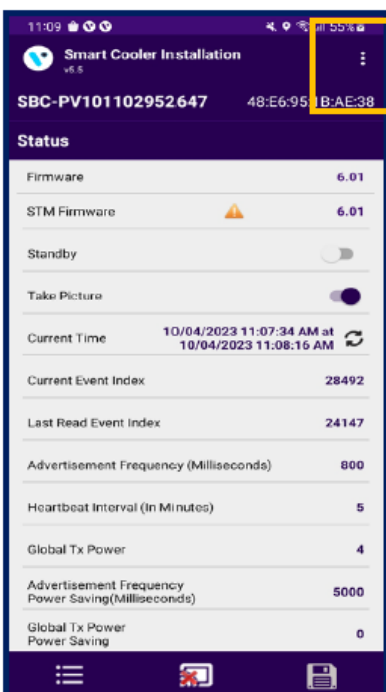 11:09 55%
Smart Cooler Installation
v6.5
SBC-PV101102952647 48:E6:95:1B:AE:38
Status
Firmware 6.01
STM Firmware 6.01
Standby
Take Picture
Current Time 10/04/2023 11:07:34 AM at
10/04/2023 11:08:16 AM
Current Event Index 28492
Last Read Event Index 24147
Advertisement Frequency (Milliseconds) 800
Heartbeat Interval (In Minutes) 5
Global Tx Power 4
Advertisement Frequency
Power Saving(Milliseconds) 5000
Global Tx Power
Power Saving 0